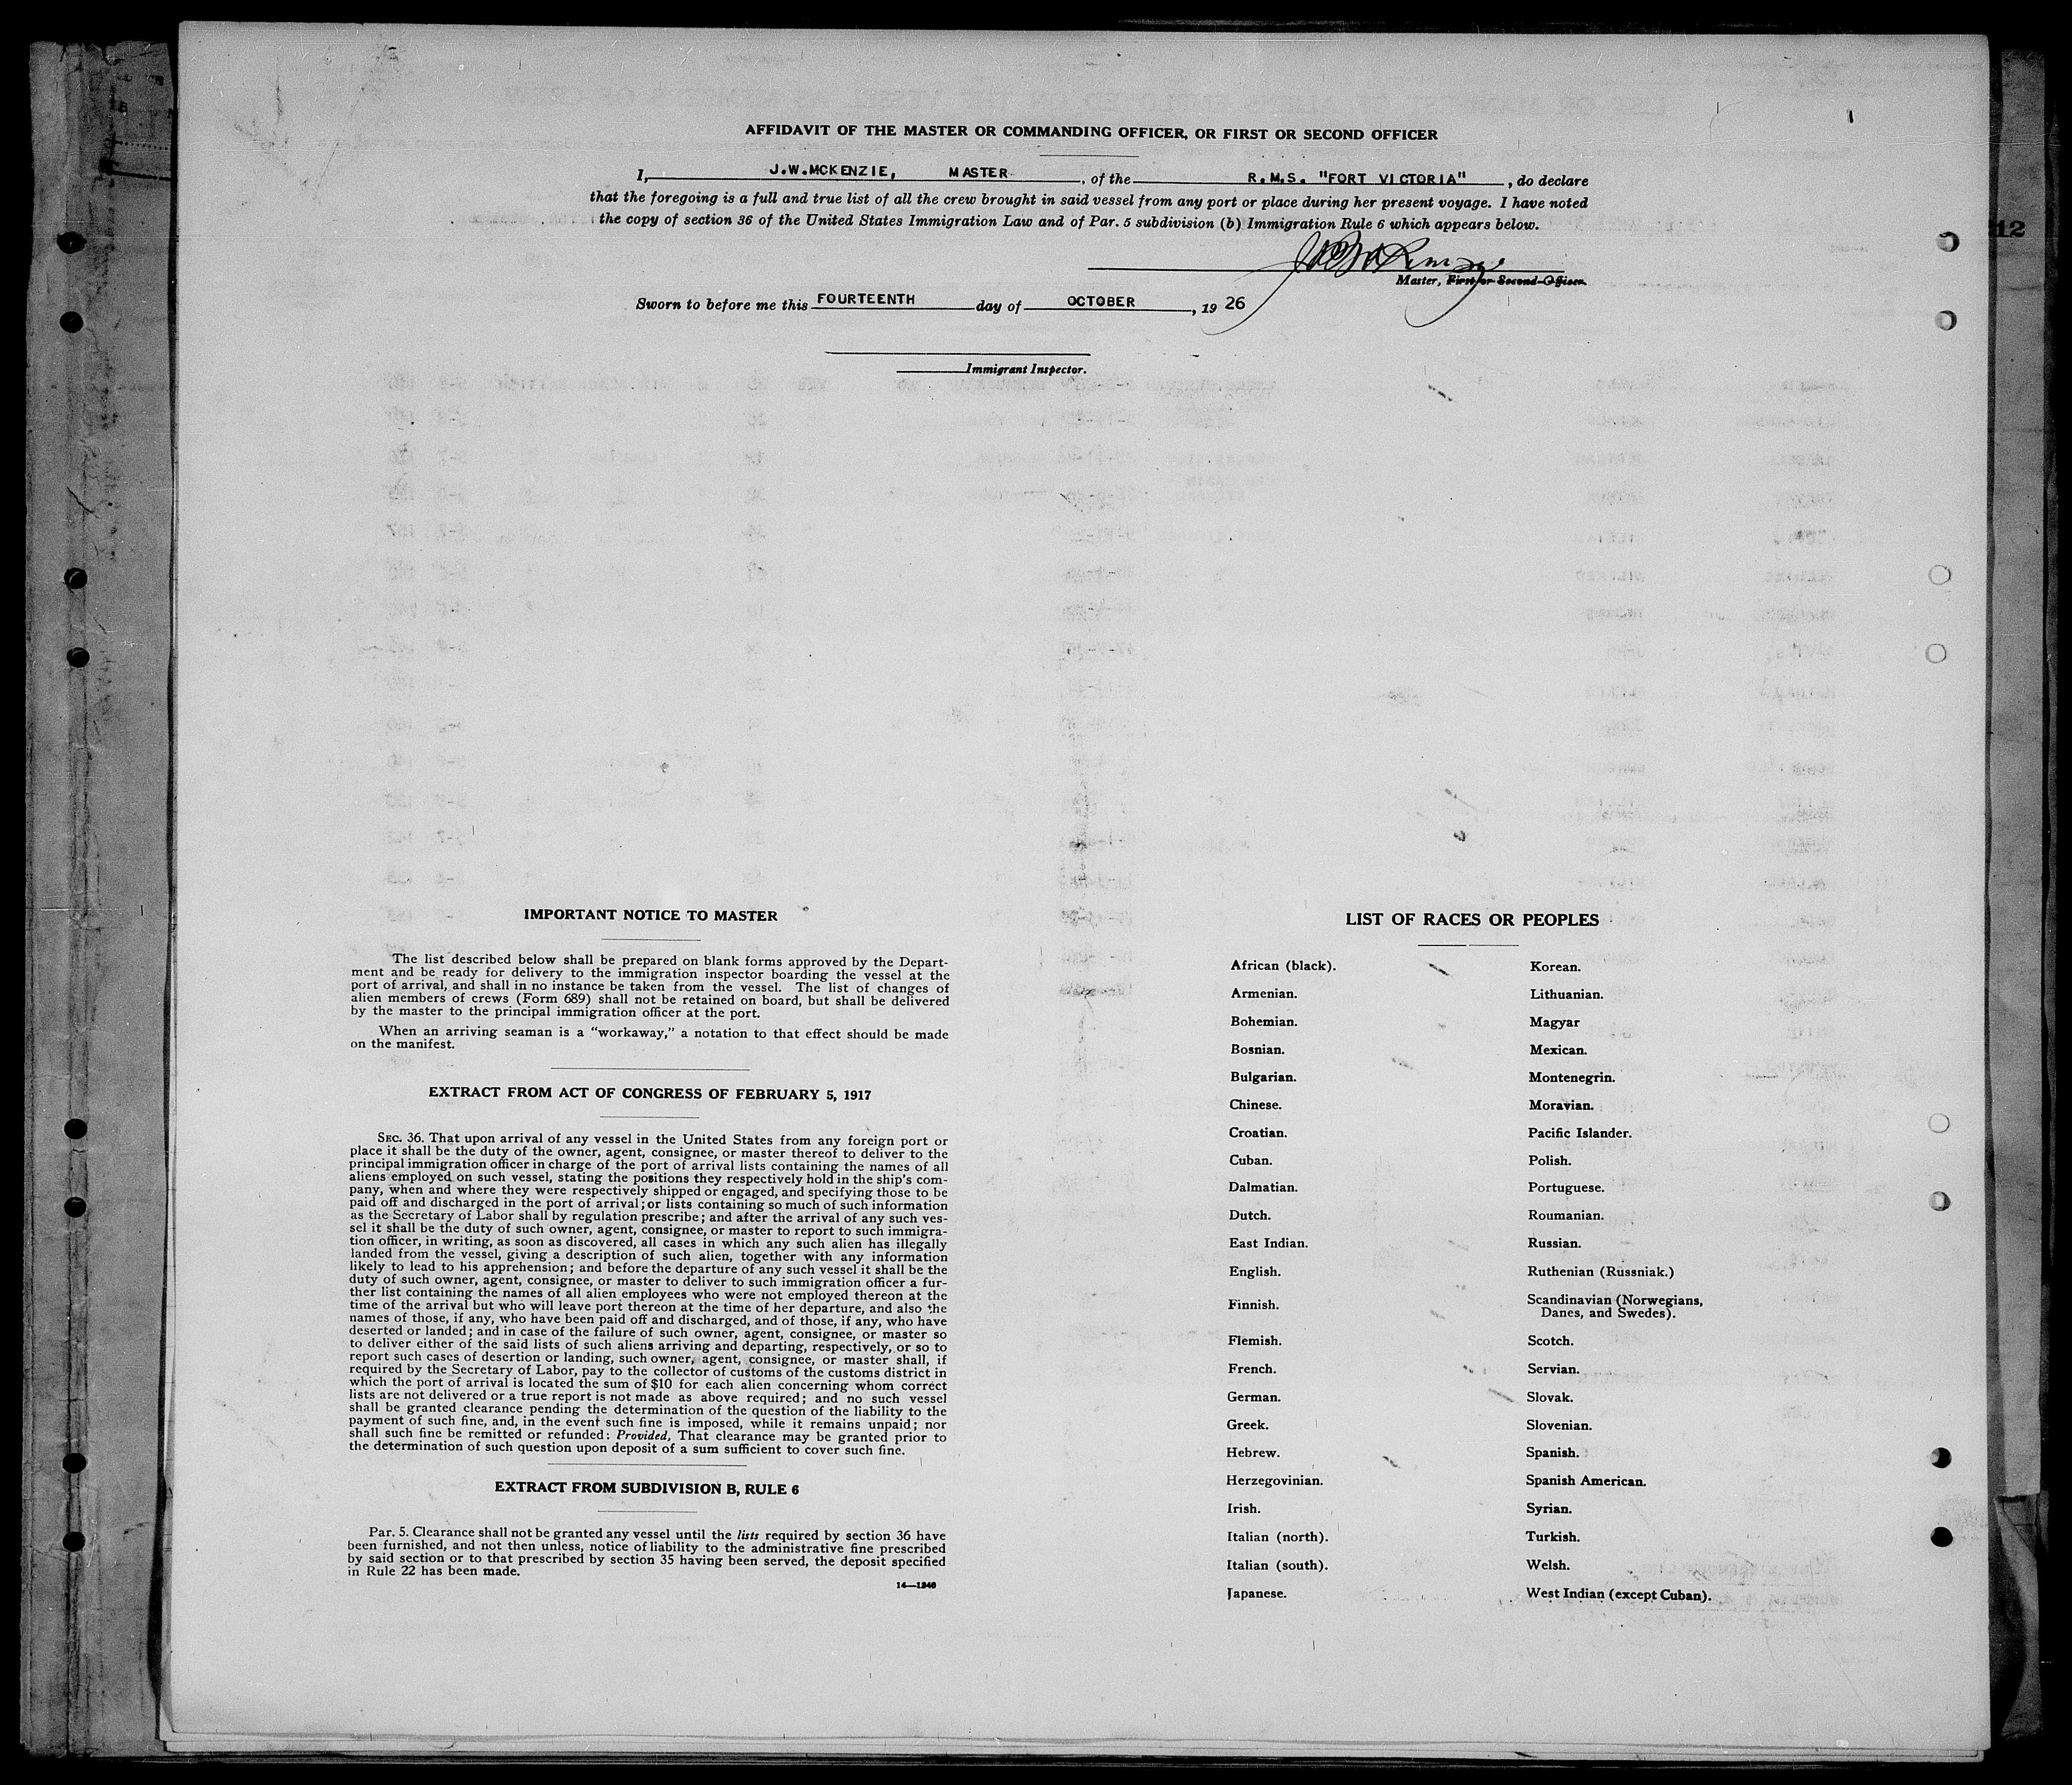 AFFIDAVIT OF THE MASTER OR COMMANDING OFFICER, OR FIRST OR SECOND OFFICER
I, J.W.MCKENZIE, MASTER , of the R.M.S. "FORT VICTORIA" , do declare
that the foregoing is a full and true list of all the crew brought in said vessel from any port or place during her present voyage. I have noted
the copy of section 36 of the United States Immigration Law and of Par. 5 subdivision (b) Immigration Rule 6 which appears below.
Master, First or Second Officer.
Sworn to before me this FOURTEENTH day of OCTOBER , 19 26
Immigrant Inspector.
12
IMPORTANT NOTICE TO MASTER
The list described below shall be prepared on blank forms approved by the Depart-
ment and be ready for delivery to the immigration inspector boarding the vessel at the
port of arrival, and shall in no instance be taken from the vessel. The list of changes of
alien members of crews (Form 689) shall not be retained on board, but shall be delivered
by the master to the principal immigration officer at the port.
When an arriving seaman is a "workaway," a notation to that effect should be made
on the manifest.
EXTRACT FROM ACT OF CONGRESS OF FEBRUARY 5, 1917
SEC. 36. That upon arrival of any vessel in the United States from any foreign port or
place it shall be the duty of the owner, agent, consignee, or master thereof to deliver to the
principal immigration officer in charge of the port of arrival lists containing the names of all
aliens employed on such vessel, stating the positions they respectively hold in the ship's com-
pany, when and where they were respectively shipped or engaged, and specifying those to be
paid off and discharged in the port of arrival; or lists containing so much of such information
as the Secretary of Labor shall by regulation prescribe; and after the arrival of any such ves-
sel it shall be the duty of such owner, agent, consignee, or master to report to such immigra-
tion officer, in writing, as soon as discovered, all cases in which any such alien has illegally
landed from the vessel, giving a description of such alien, together with any information
likely to lead to his apprehension; and before the departure of any such vessel it shall be the
duty of such owner, agent, consignee, or master to deliver to such immigration officer a fur-
ther list containing the names of all alien employees who were not employed thereon at the
time of the arrival but who will leave port thereon at the time of her departure, and also the
names of those, if any, who have been paid off and discharged, and of those, if any, who have
deserted or landed; and in case of the failure of such owner, agent, consignee, or master so
to deliver either of the said lists of such aliens arriving and departing, respectively, or so to
report such cases of desertion or landing, such owner, agent, consignee, or master shall, if
required by the Secretary of Labor, pay to the collector of customs of the customs district in
which the port of arrival is located the sum of $10 for each alien concerning whom correct
lists are not delivered or a true report is not made as above required; and no such vessel
shall be granted clearance pending the determination of the question of the liability to the
payment of such fine, and, in the event such fine is imposed, while it remains unpaid; nor
shall such fine be remitted or refunded: Provided, That clearance may be granted prior to
the determination of such question upon deposit of a sum sufficient to cover such fine.
EXTRACT FROM SUBDIVISION B, RULE 6
Par. 5. Clearance shall not be granted any vessel until the lists required by section 36 have
been furnished, and not then unless, notice of liability to the administrative fine prescribed
by said section or to that prescribed by section 35 having been served, the deposit specified
in Rule 22 has been made.
14—1240
LIST OF RACES OR PEOPLES
African (black).
Armenian.
Bohemian.
Bosnian.
Bulgarian.
Chinese.
Croatian.
Cuban.
Dalmatian.
Dutch.
East Indian.
English.
Finnish.
Flemish.
French.
German.
Greek.
Hebrew.
Herzegovinian.
Irish.
Italian (north).
Italian (south).
Japanese.
Korean.
Lithuanian.
Magyar
Mexican.
Montenegrin.
Moravian.
Pacific Islander.
Polish.
Portuguese.
Roumanian.
Russian.
Ruthenian (Russniak.)
Scandinavian (Norwegians,
Danes, and Swedes).
Scotch.
Servian.
Slovak.
Slovenian.
Spanish.
Spanish American.
Syrian.
Turkish.
Welsh.
West Indian (except Cuban).